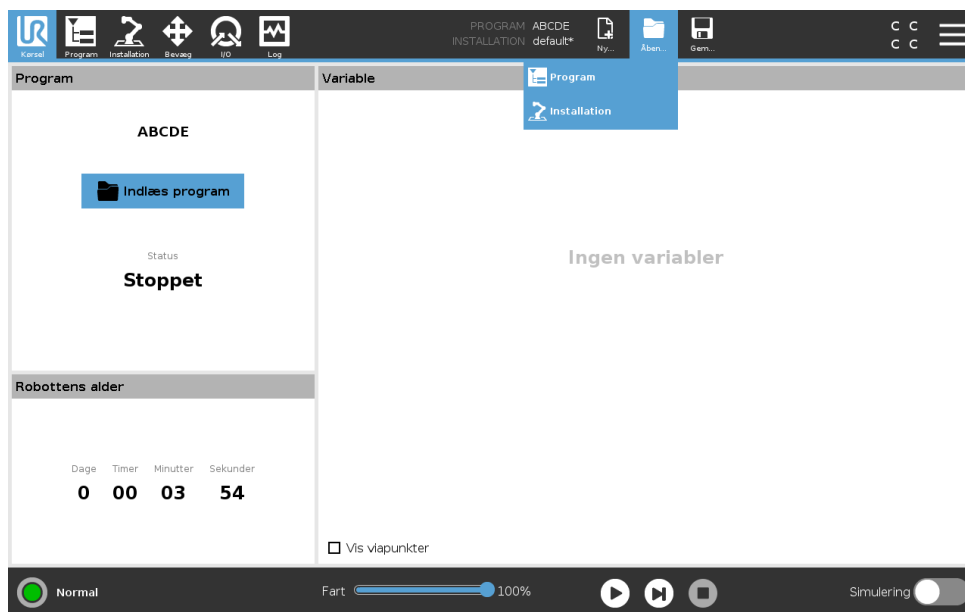 UR
Kørsel
Program
Installation
Bevæg
I/O
Log
PROGRAM ABCDE
INSTALLATION default*
Ny...
Åben...
Gem...
C C
C C
Program
Installation
Program
ABCDE
Indlæs program
Status
Stoppet
Variable
Ingen variabler
Vis viapunkter
Robottens alder
Dage Timer Minutter Sekunder
0 00 03 54
Normal
Fart 100%
Simulering